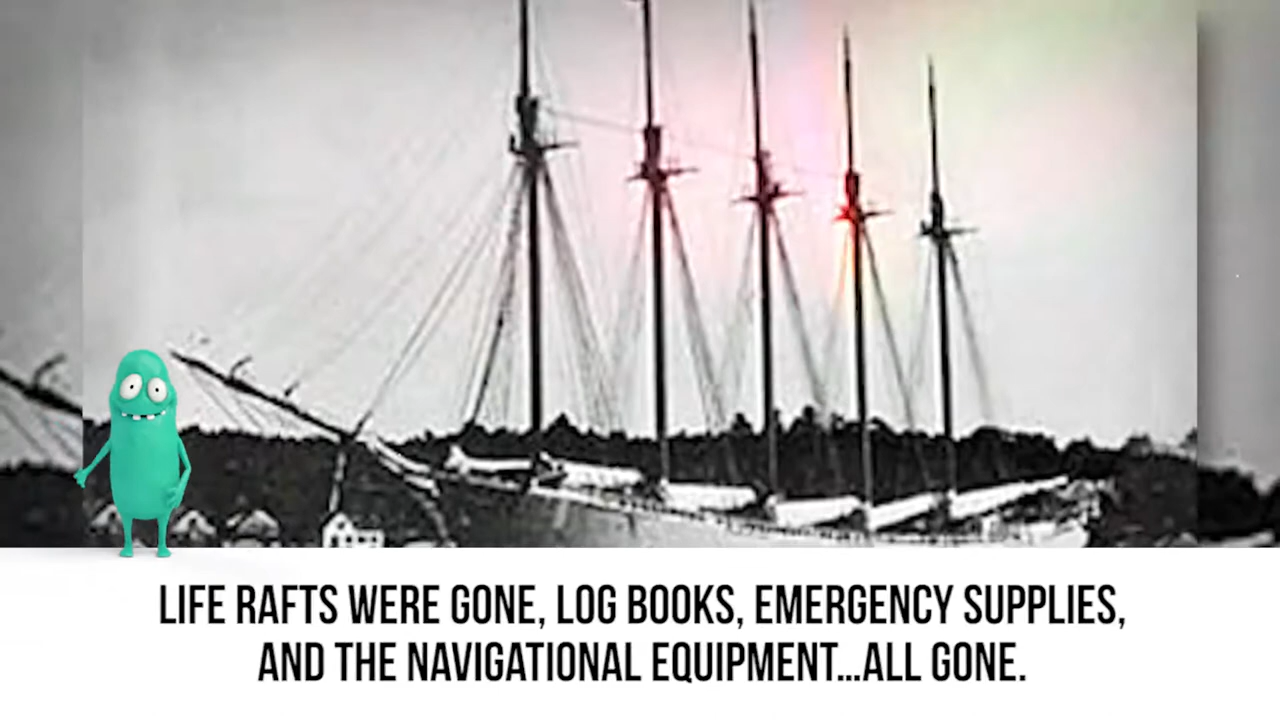 LIFE RAFTS WERE GONE, LOG BOOKS, EMERGENCY SUPPLIES,
AND THE NAVIGATIONAL EQUIPMENT...ALL GONE.